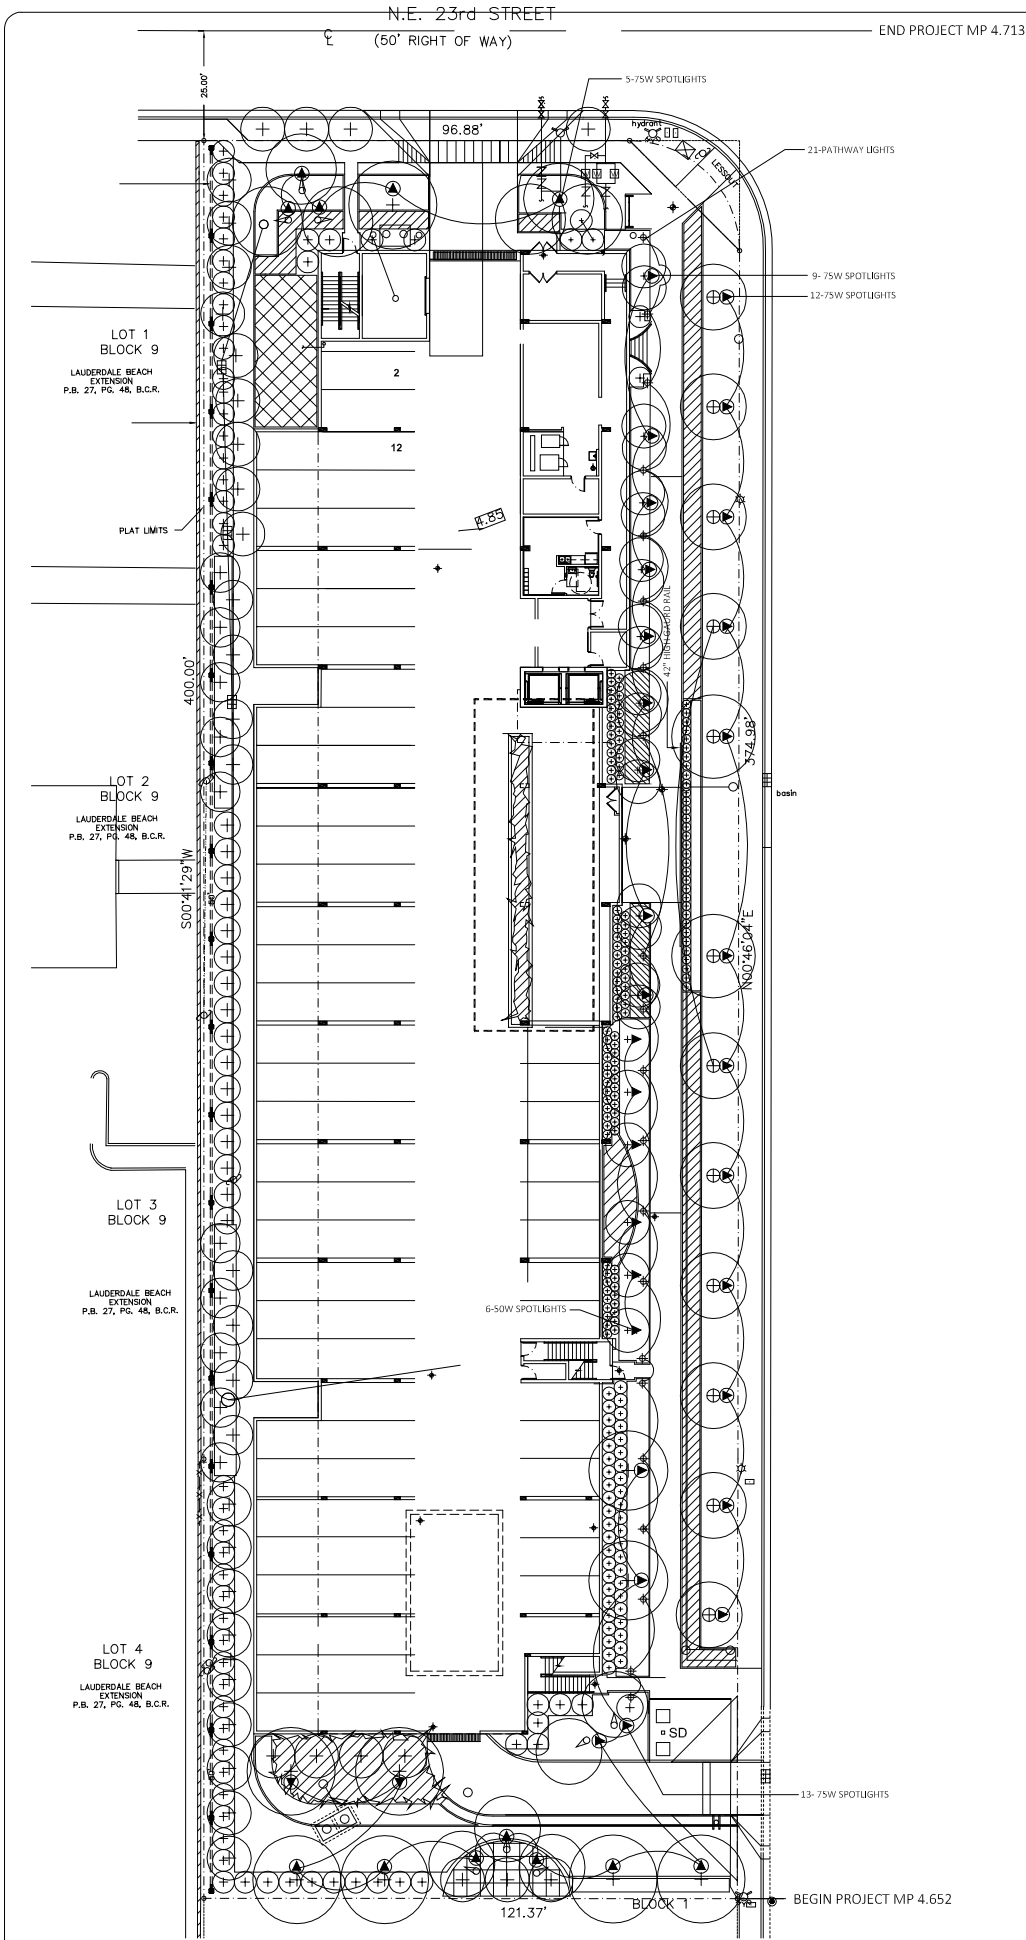 N.E. 23rd STREET
END PROJECT MP 4.713
(50' RIGHT OF WAY)
25.00'
5-75W SPOTLIGHTS
96.88'
hydrant
21-PATHWAY LIGHTS
9- 75W SPOTLIGHTS
12-75W SPOTLIGHTS
LOT 1
BLOCK 9
LAUDERDALE BEACH
EXTENSION
P.B. 27, PG. 48, B.C.R.
2
12
4.85
PLAT LIMITS
42" HIGH GAURD RAIL
400.00'
374.98'
LOT 2
BLOCK 9
basin
LAUDERDALE BEACH
EXTENSION
P.B. 27, PG. 48, B.C.R.
S00°41'29"W
N00°46'04"E
LOT 3
BLOCK 9
LAUDERDALE BEACH
EXTENSION
P.B. 27, PG. 48, B.C.R.
6-50W SPOTLIGHTS
LOT 4
BLOCK 9
LAUDERDALE BEACH
EXTENSION
P.B. 27, PG. 48, B.C.R.
SD
13- 75W SPOTLIGHTS
BEGIN PROJECT MP 4.652
BLOCK 1
121.37'